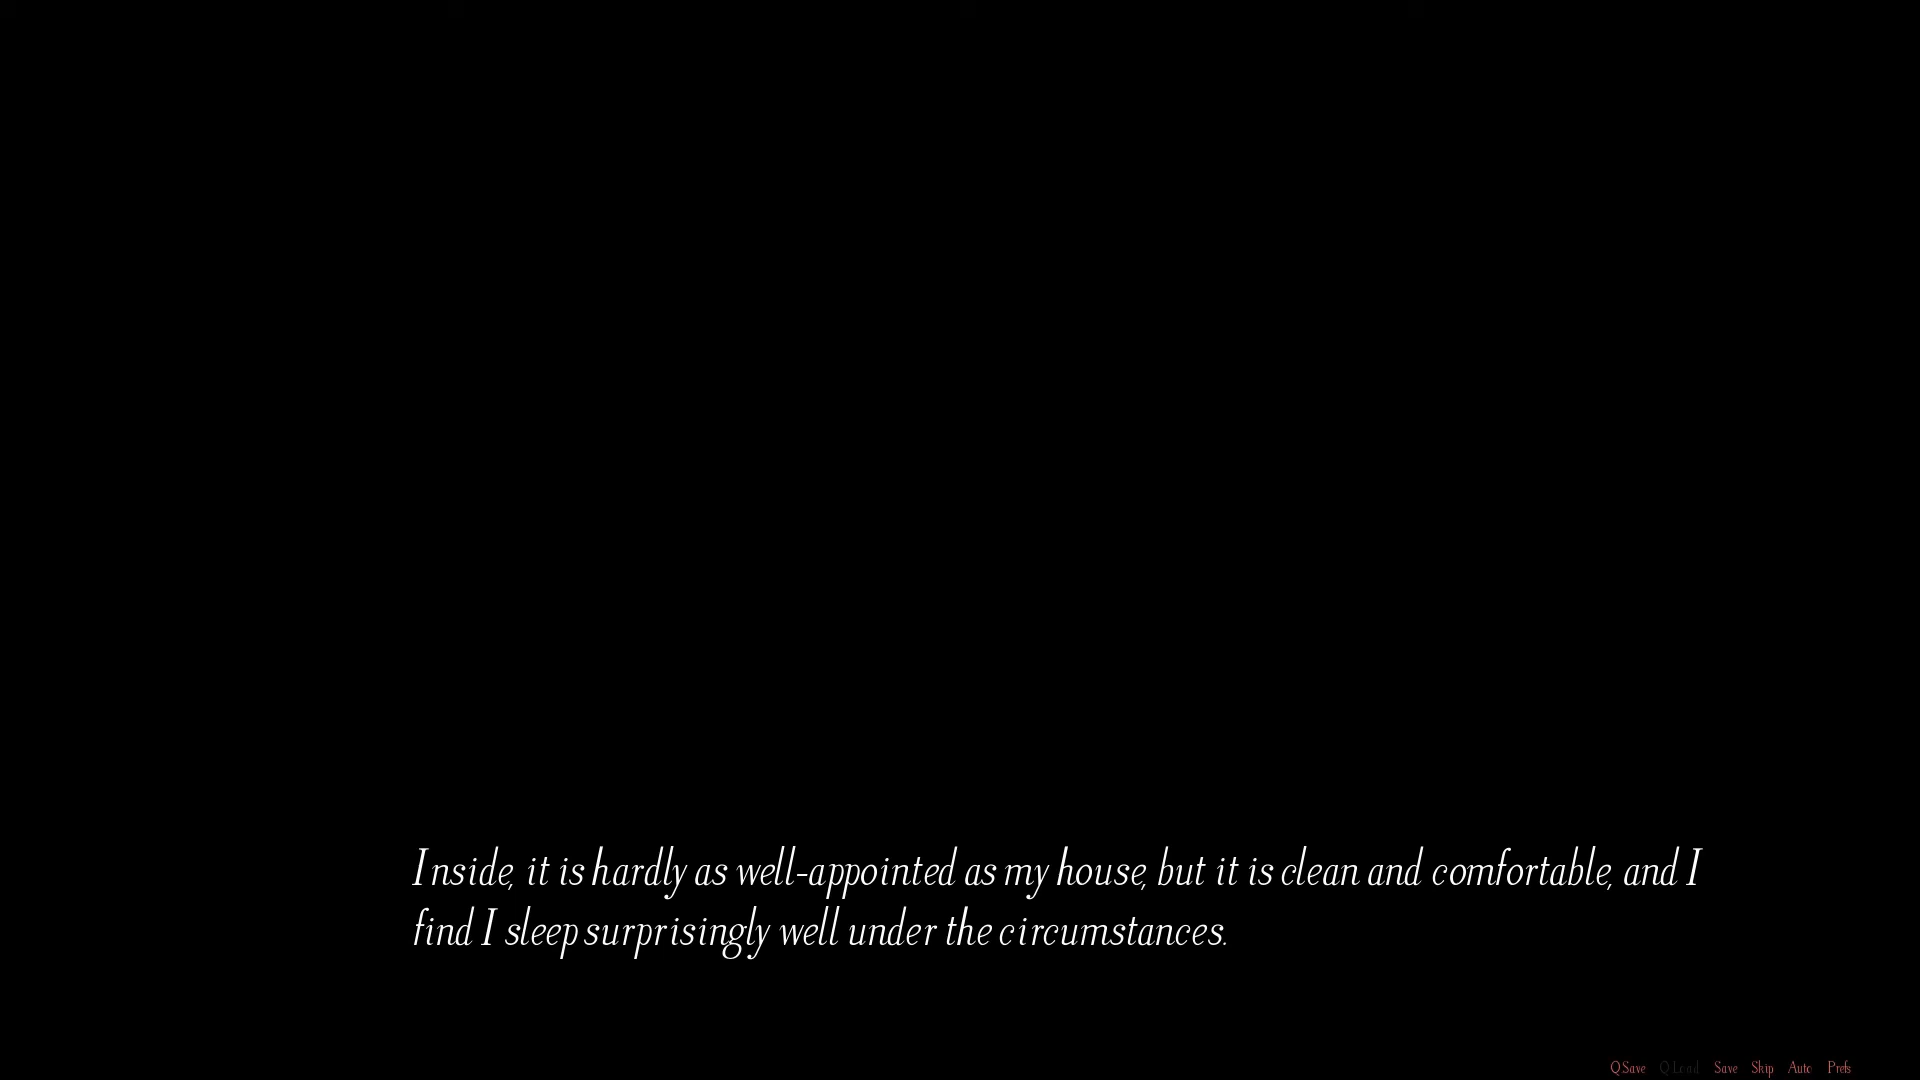 Inside, it is hardly as well-appointed as my house, but it is clean and comfortable, and I
find I sleep surprisingly well under the circumstances.
Q.Save Q.Load Save Skip Auto Prefs